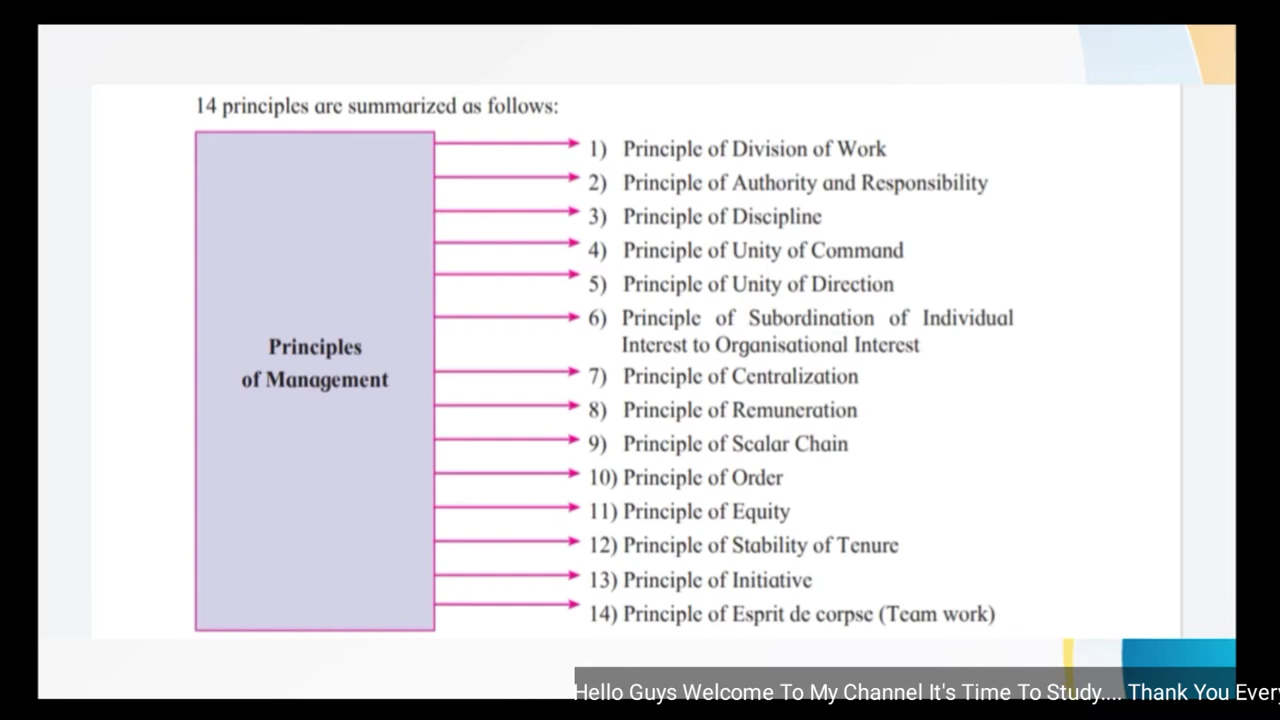 14 principles are summarized as follows:
Principles
of Management
1) Principle of Division of Work
2) Principle of Authority and Responsibility
3) Principle of Discipline
4) Principle of Unity of Command
5) Principle of Unity of Direction
6) Principle of Subordination of Individual
Interest to Organisational Interest
7) Principle of Centralization
8) Principle of Remuneration
9) Principle of Scalar Chain
10) Principle of Order
11) Principle of Equity
12) Principle of Stability of Tenure
13) Principle of Initiative
14) Principle of Esprit de corpse (Team work)
Hello Guys Welcome To My Channel It's Time To Study.... Thank You